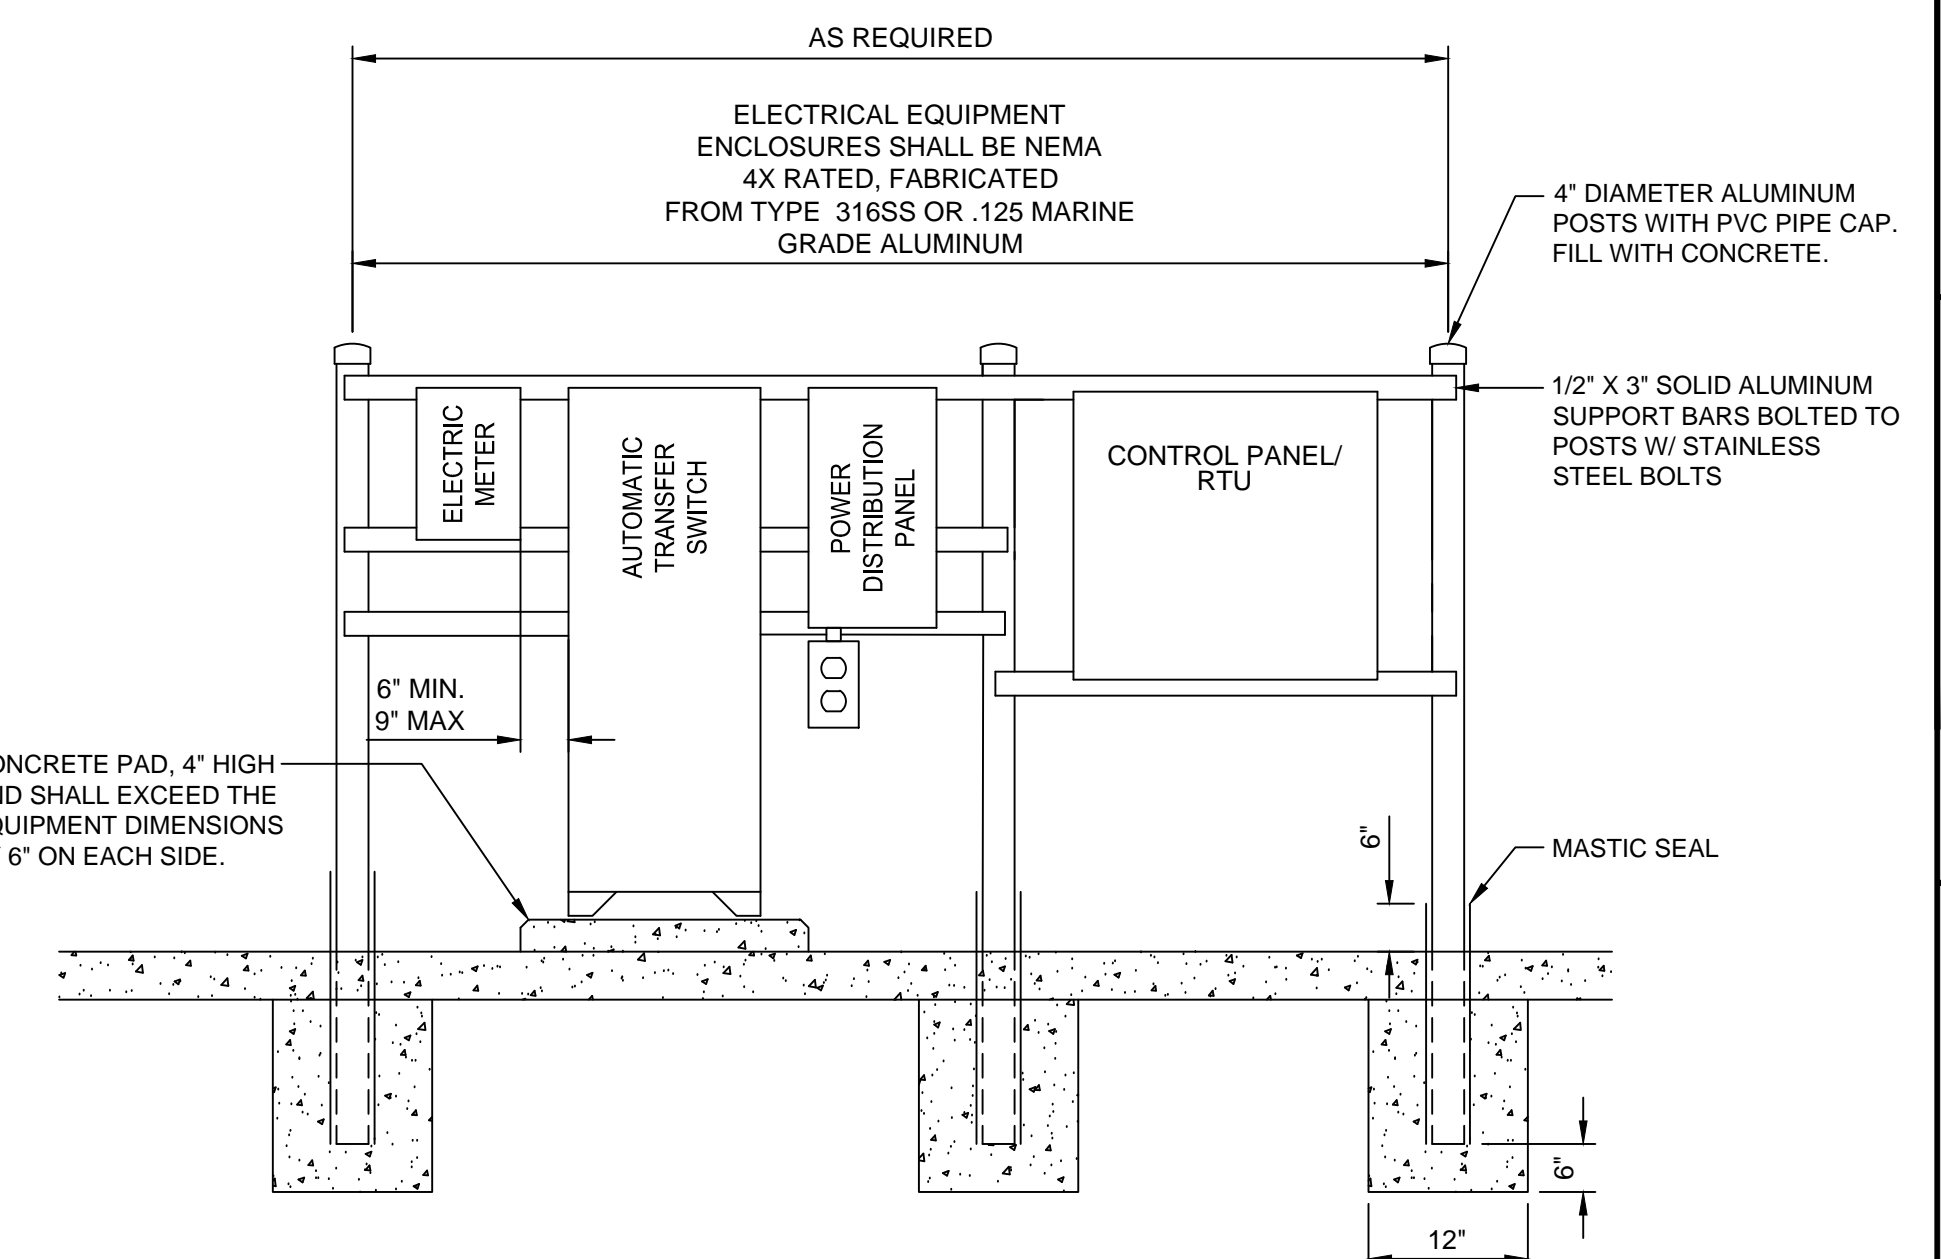 AS REQUIRED
ELECTRICAL EQUIPMENT
ENCLOSURES SHALL BE NEMA
4X RATED, FABRICATED
FROM TYPE 316SS OR .125 MARINE
GRADE ALUMINUM
4" DIAMETER ALUMINUM
POSTS WITH PVC PIPE CAP.
FILL WITH CONCRETE.
1/2" X 3" SOLID ALUMINUM
SUPPORT BARS BOLTED TO
POSTS W/ STAINLESS
STEEL BOLTS
ELECTRIC
METER
AUTOMATIC
TRANSFER
SWITCH
POWER
DISTRIBUTION
PANEL
CONTROL PANEL/
RTU
6" MIN.
9" MAX
PAD, 4" HIGH
SHALL EXCEED THE
DIMENSIONS
6" ON EACH SIDE.
6"
MASTIC SEAL
6"
12"